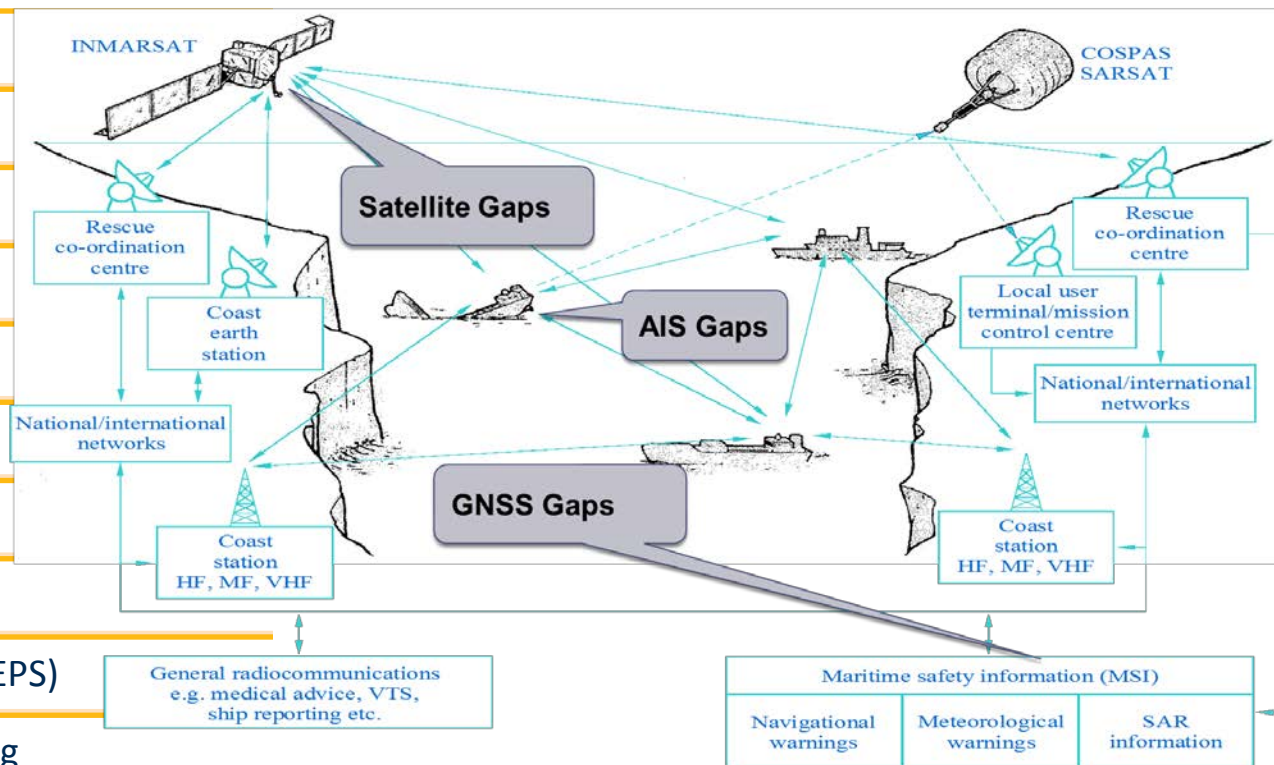 INMARSAT
COSPAS
SARSAT
Satellite Gaps
Rescue
co-ordination
centre
Rescue
co-ordination
centre
Coast
earth
station
AIS Gaps
Local user
terminal/mission
control centre
National/international
networks
National/international
networks
GNSS Gaps
Coast
station
HF, MF, VHF
Coast
station
HF, MF, VHF
EPS)
General radiocommunications
e.g. medical advice, VTS,
ship reporting etc.
Maritime safety information (MSI)
Navigational
warnings
Meteorological
warnings
SAR
information